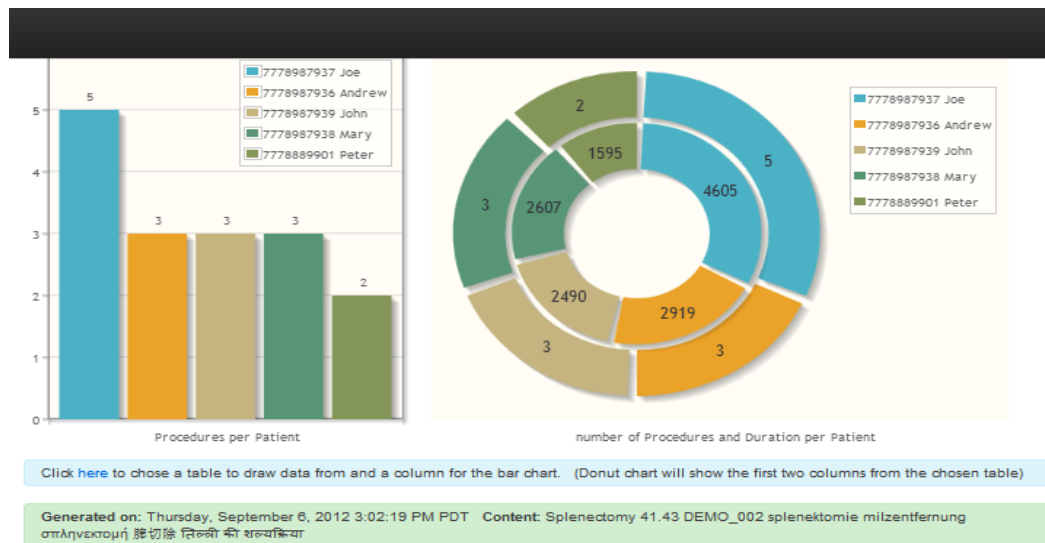 7778987937 Joe
7778987936 Andrew
7778987939 John
7778987938 Mary
7778889901 Peter
5
4
3
2
1
0
5
3
3
3
2
Procedures per Patient
2
5
3
3
3
1595
4605
2607
2490
2919
7778987937 Joe
7778987936 Andrew
7778987939 John
7778987938 Mary
7778889901 Peter
number of Procedures and Duration per Patient
Click here to chose a table to draw data from and a column for the bar chart. (Donut chart will show the first two columns from the chosen table)
Generated on: Thursday, September 6, 2012 3:02:19 PM PDT Content: Splenectomy 41.43 DEMO_002 splenektomie milzentfernung
σπληνεκτομή 脾切除 तिल्ली की शल्यक्रिया